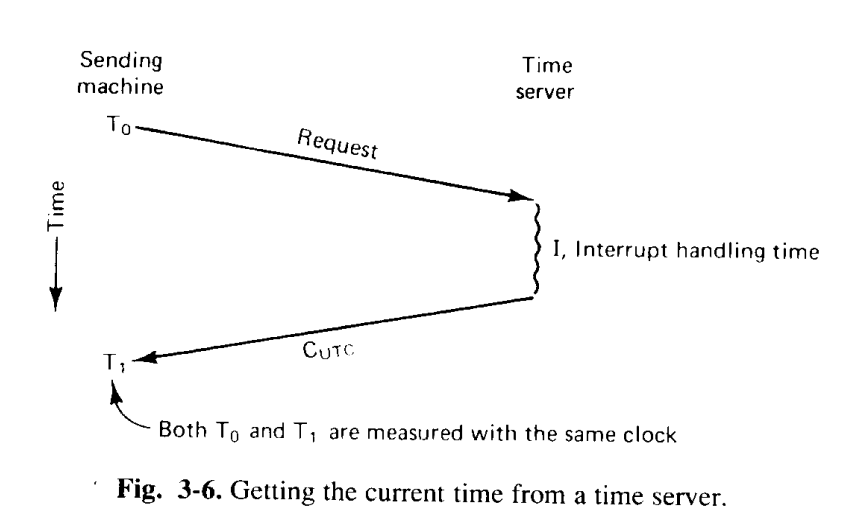 Sending
machine
Time
server
T₀
Request
Time
I, Interrupt handling time
C_UTC
T₁
Both T₀ and T₁ are measured with the same clock
Fig. 3-6. Getting the current time from a time server.